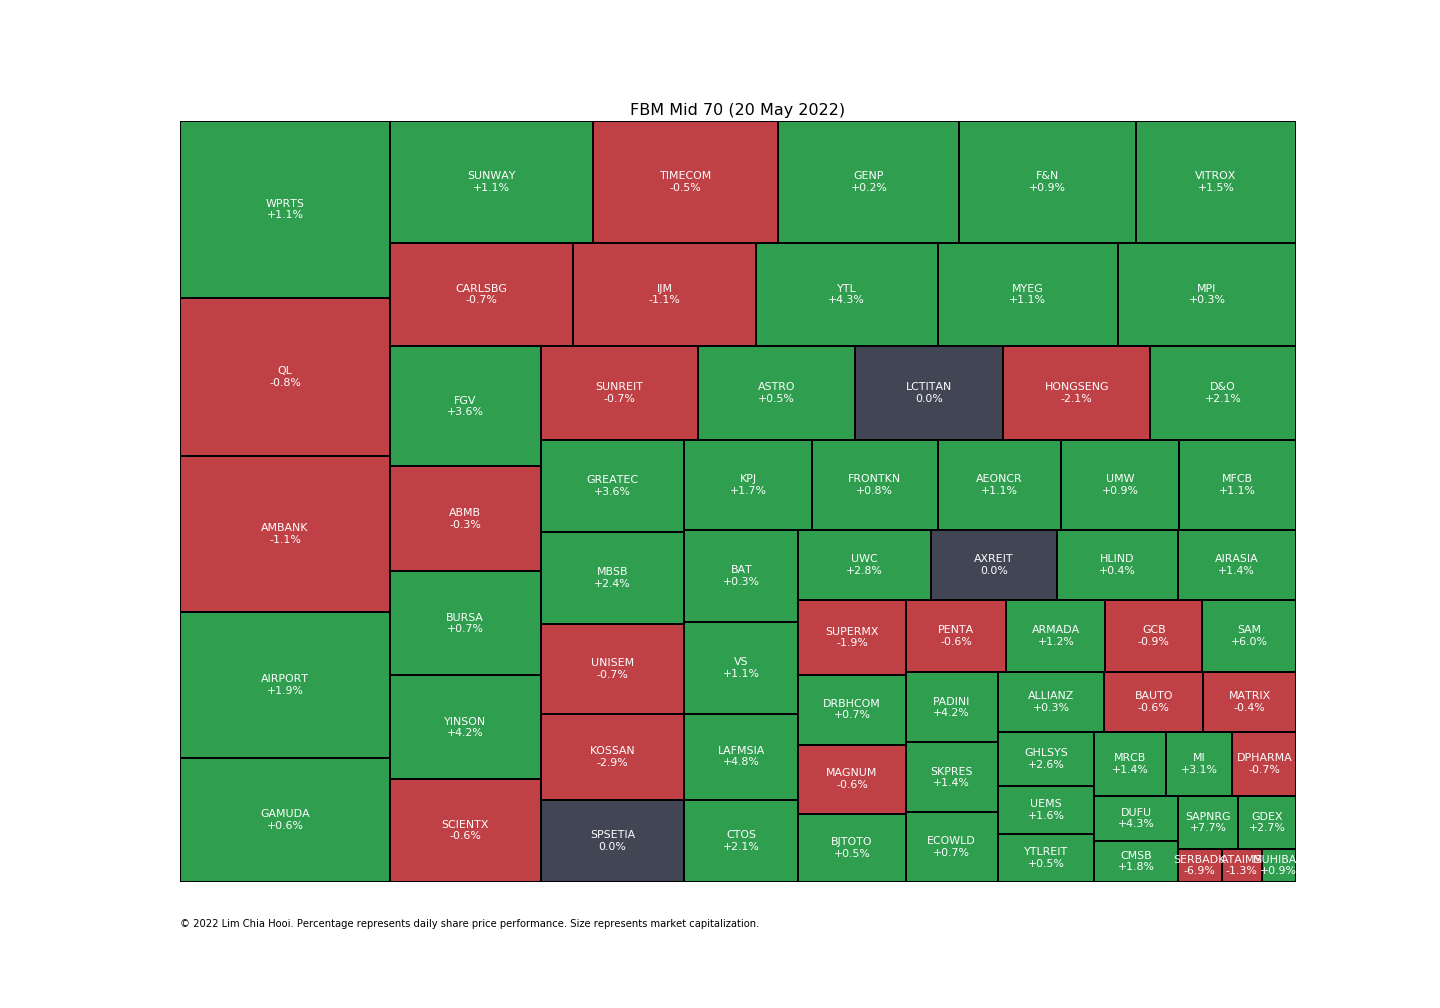 FBM Mid 70 (20 May 2022)
WPRTS
+1.1%
QL
-0.8%
AMBANK
-1.1%
AIRPORT
+1.9%
GAMUDA
+0.6%
SUNWAY
+1.1%
TIMECOM
-0.5%
GENP
+0.2%
F&N
+0.9%
VITROX
+1.5%
CARLSBG
-0.7%
IJM
-1.1%
YTL
+4.3%
MYEG
+1.1%
MPI
+0.3%
FGV
+3.6%
ABMB
-0.3%
BURSA
+0.7%
YINSON
+4.2%
SCIENTX
-0.6%
SUNREIT
-0.7%
ASTRO
+0.5%
LCTITAN
0.0%
HONGSENG
-2.1%
D&O
+2.1%
GREATEC
+3.6%
MBSB
+2.4%
UNISEM
-0.7%
KOSSAN
-2.9%
SPSETIA
0.0%
KPJ
+1.7%
FRONTKN
+0.8%
AEONCR
+1.1%
UMW
+0.9%
MFCB
+1.1%
BAT
+0.3%
VS
+1.1%
LAFMSIA
+4.8%
CTOS
+2.1%
UWC
+2.8%
AXREIT
0.0%
HLIND
+0.4%
AIRASIA
+1.4%
SUPERMX
-1.9%
DRBHCOM
+0.7%
MAGNUM
-0.6%
BJTOTO
+0.5%
PENTA
-0.6%
ARMADA
+1.2%
GCB
-0.9%
SAM
+6.0%
PADINI
+4.2%
SKPRES
+1.4%
ECOWLD
+0.7%
ALLIANZ
+0.3%
BAUTO
-0.6%
MATRIX
-0.4%
GHLSYS
+2.6%
UEMS
+1.6%
YTLREIT
+0.5%
MRCB
+1.4%
MI
+3.1%
DPHARMA
-0.7%
DUFU
+4.3%
CMSB
+1.8%
SAPNRG
+7.7%
GDEX
+2.7%
-6.9%
-1.3%
+0.9%
© 2022 Lim Chia Hooi. Percentage represents daily share price performance. Size represents market capitalization.